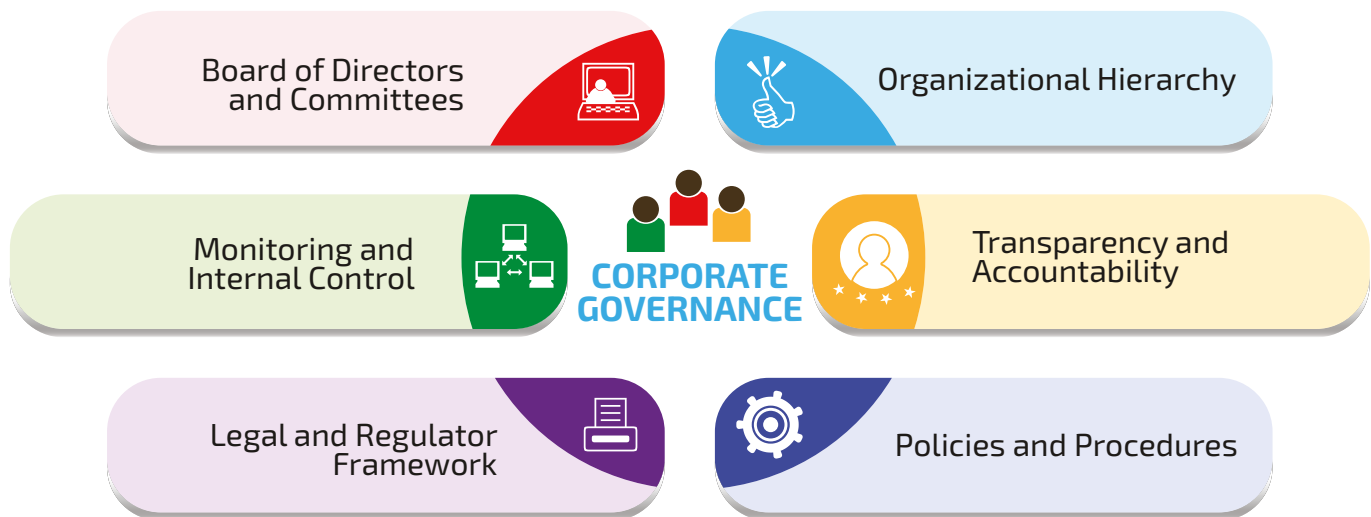 Board of Directors
and Committees
Organizational Hierarchy
Monitoring and
Internal Control
CORPORATE
GOVERNANCE
Transparency and
Accountability
Legal and Regulator
Framework
Policies and Procedures